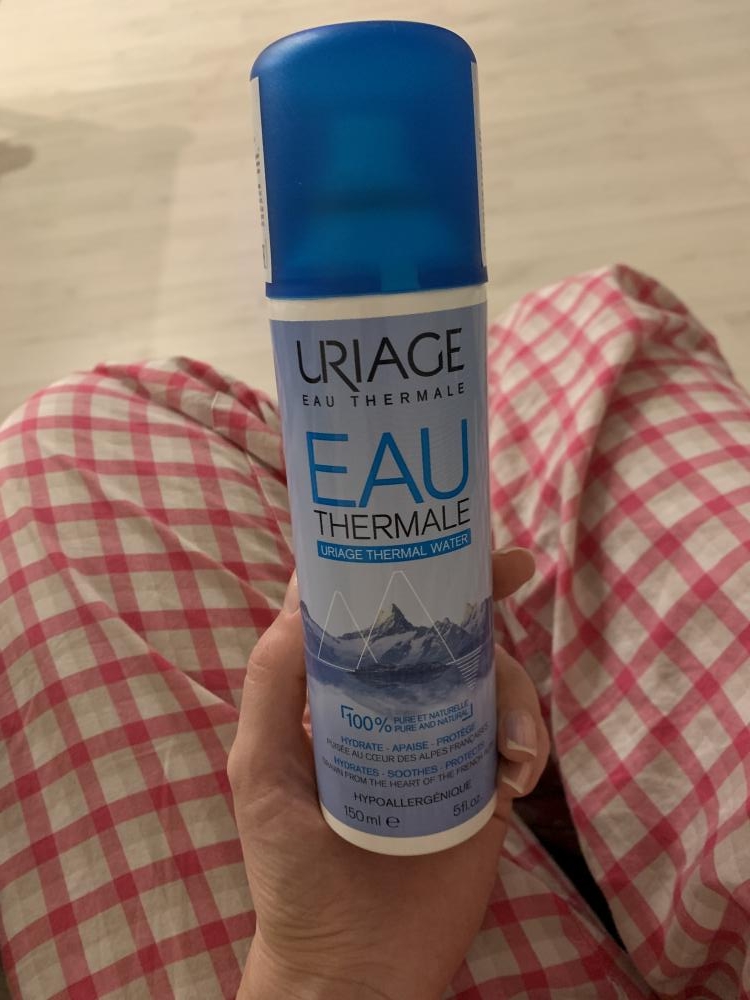 URIAGE
EAU THERMALE
EAU
THERMALE
URIAGE THERMAL WATER
100% PURE ET NATURELLE
PURE AND NATURAL
HYDRATE - APAISE - PROTÈGE
PUISÉE AU CŒUR DES ALPES FRANÇAISES
HYDRATES - SOOTHES - PROTECTS
DRAWN FROM THE HEART OF THE FRENCH
HYPOALLERGÉNIQUE
150 ml e 5fl.oz.